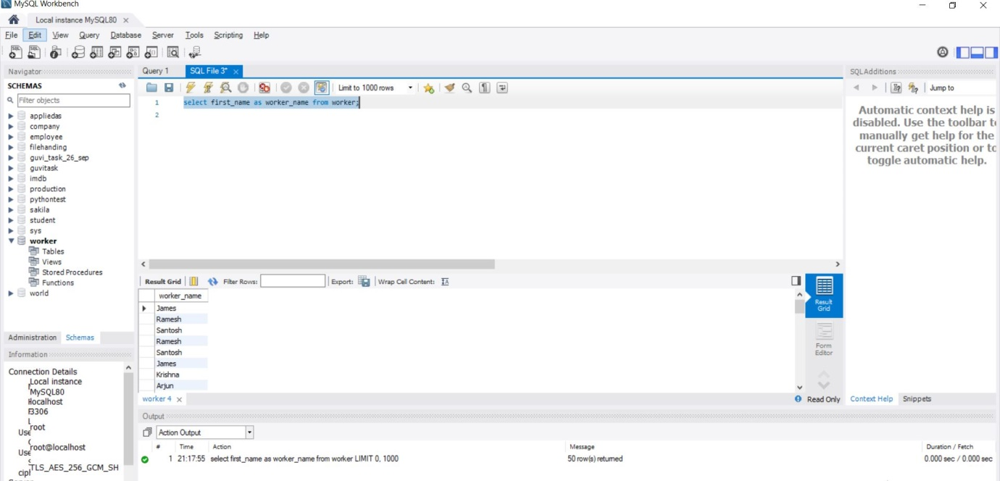 MySQL Workbench
Local instance MySQL80
File Edit View Query Database Server Tools Scripting Help
Navigator
SCHEMAS
Filter objects
appliedas
company
employee
filehanding
guvi_task_26_sep
guvitask
imdb
production
pythontest
sakila
student
sys
worker
Tables
Views
Stored Procedures
Functions
world
Administration Schemas
Information
Connection Details
Local instance
MySQL80
localhost
3306
root
Use
root@localhost
Use
TLS_AES_256_GCM_SH
cipl
Query 1 SQL File 3*
Limit to 1000 rows
1 select first_name as worker_name from worker;
2
Result Grid Filter Rows: Export: Wrap Cell Content:
worker_name
James
Ramesh
Santosh
Ramesh
Santosh
James
Krishna
Arjun
Result
Grid
Form
Editor
worker 4 Read Only
Output
Action Output
# Time Action Message Duration / Fetch
1 21:17:55 select first_name as worker_name from worker LIMIT 0, 1000 50 row(s) returned 0.000 sec / 0.000 sec
SQLAdditions
Jump to
Automatic context help is
disabled. Use the toolbar to
manually get help for the
current caret position or to
toggle automatic help.
Context Help Snippets